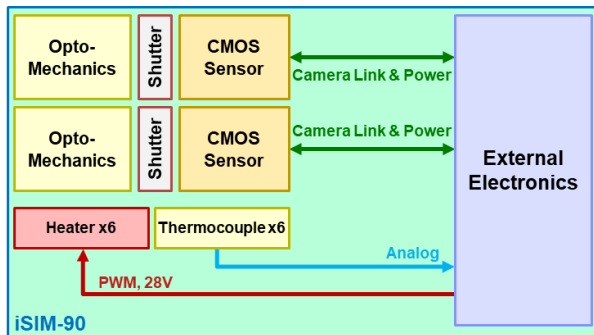 Opto-
Mechanics
Shutter
CMOS
Sensor
Camera Link & Power
Opto-
Mechanics
Shutter
CMOS
Sensor
Camera Link & Power
External
Electronics
Heater x6
Thermocouple x6
Analog
PWM, 28V
iSIM-90